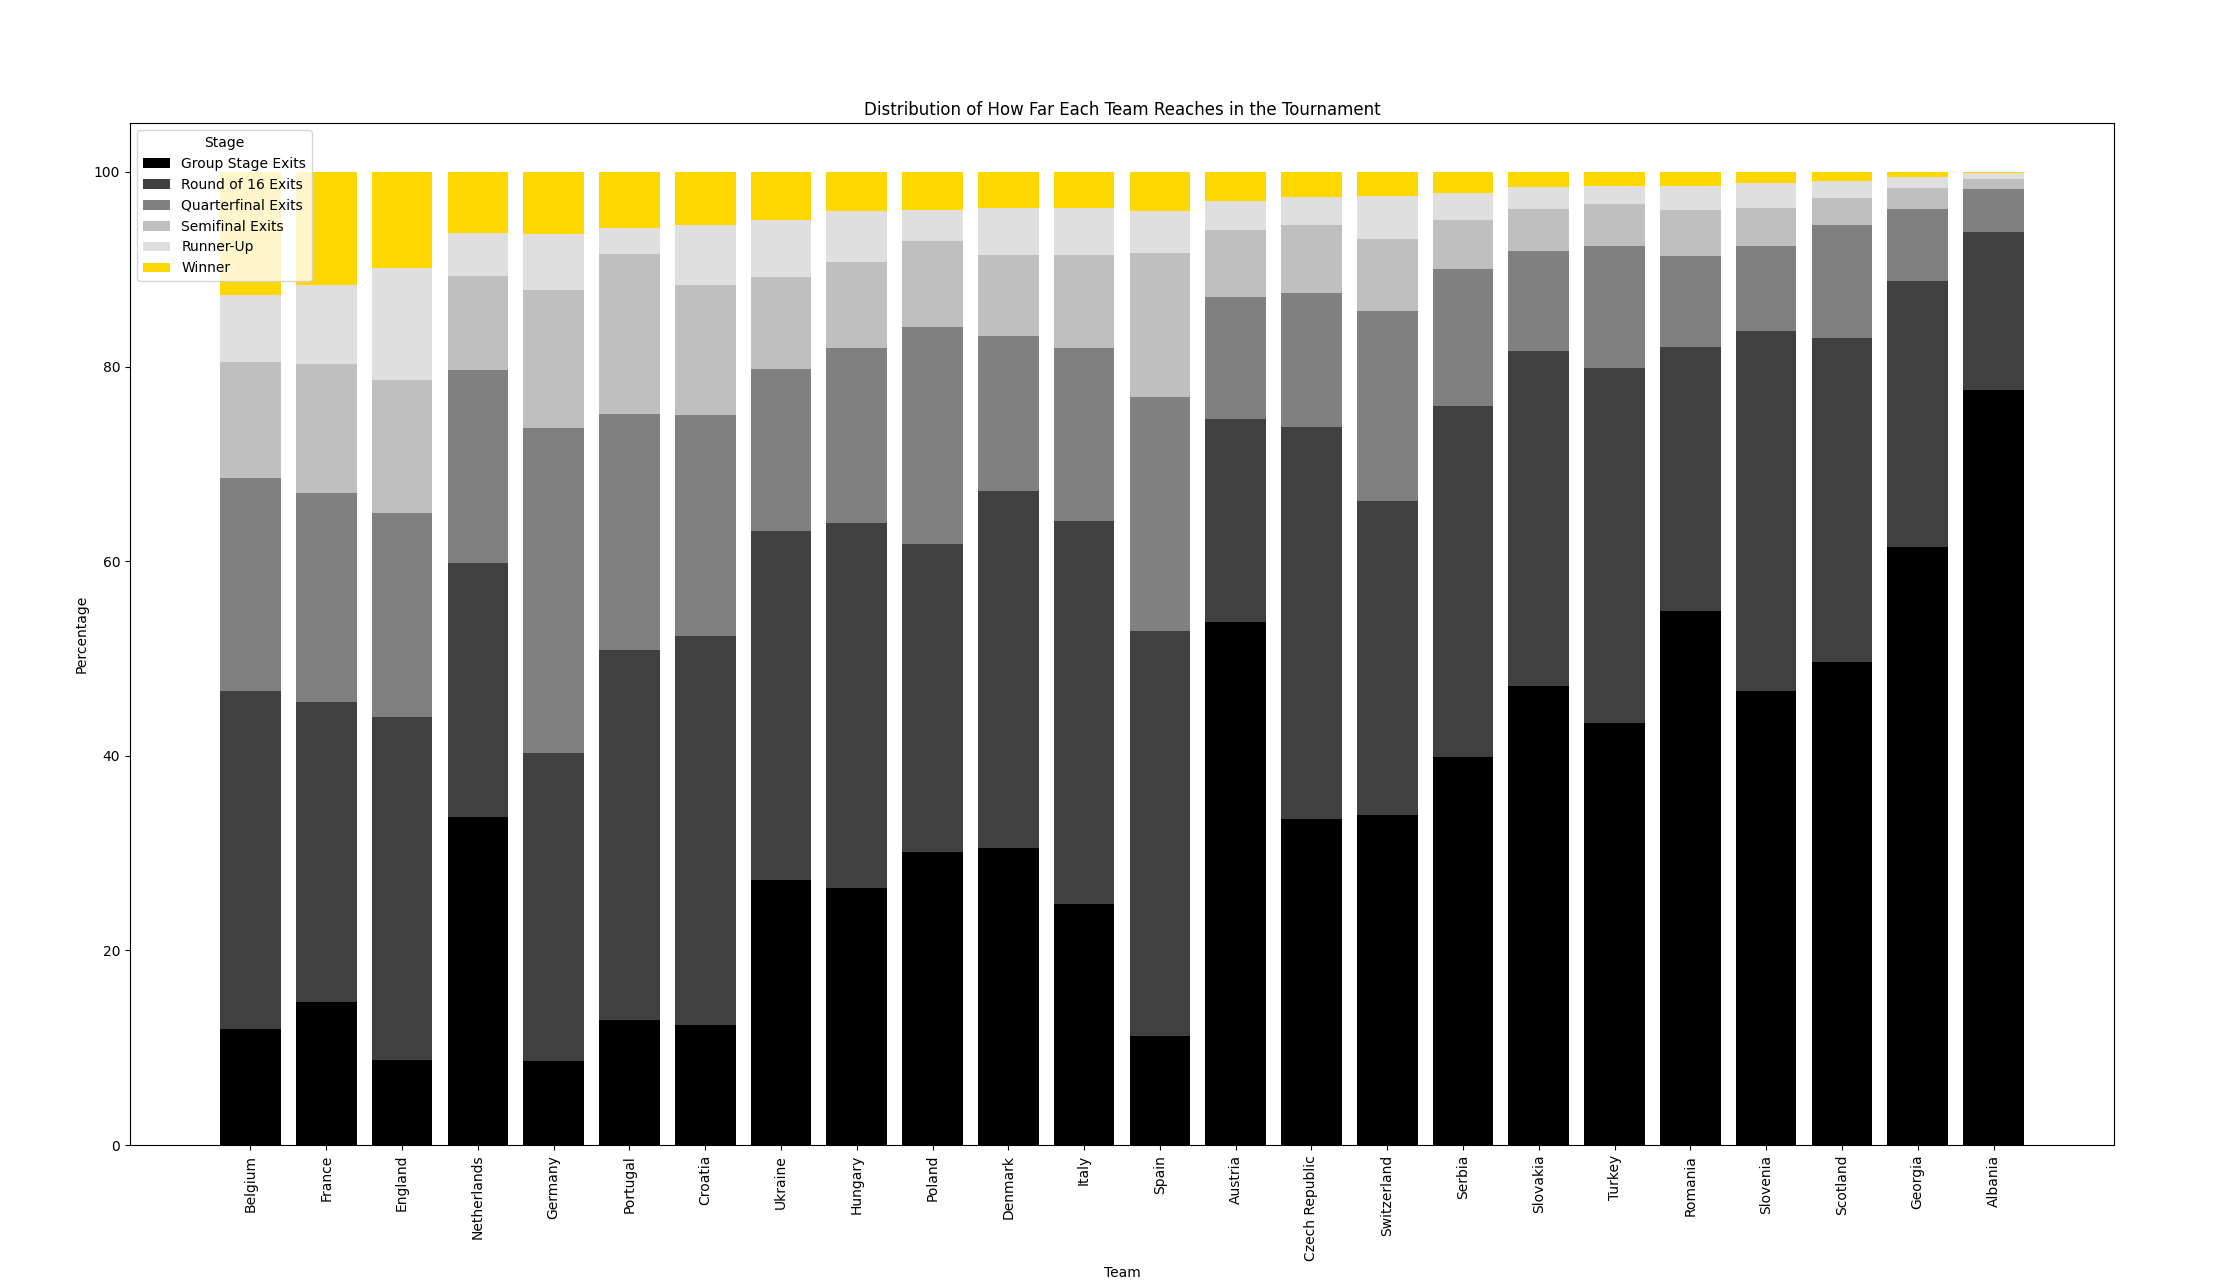 Distribution of How Far Each Team Reaches in the Tournament
Stage
Group Stage Exits
Round of 16 Exits
Quarterfinal Exits
Semifinal Exits
Runner-Up
Winner
100
80
60
40
20
0
Percentage
Belgium
France
England
Netherlands
Germany
Portugal
Croatia
Ukraine
Hungary
Poland
Denmark
Italy
Spain
Austria
Czech Republic
Switzerland
Serbia
Slovakia
Turkey
Romania
Slovenia
Scotland
Georgia
Albania
Team